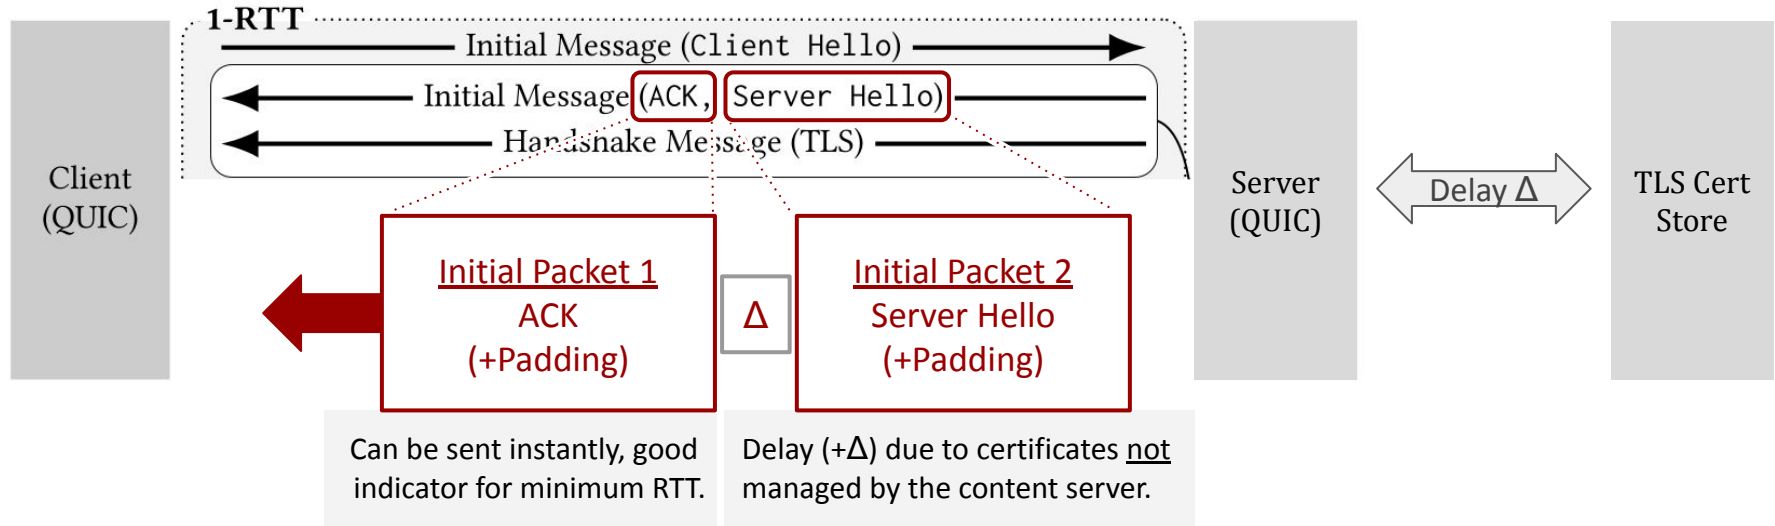 1-RTT
Initial Message (Client Hello)
Initial Message (ACK, Server Hello)
Handshake Message (TLS)
Client
(QUIC)
Server
(QUIC)
Delay Δ
TLS Cert
Store
Initial Packet 1
ACK
(+Padding)
Δ
Initial Packet 2
Server Hello
(+Padding)
Can be sent instantly, good
indicator for minimum RTT.
Delay (+Δ) due to certificates not
managed by the content server.